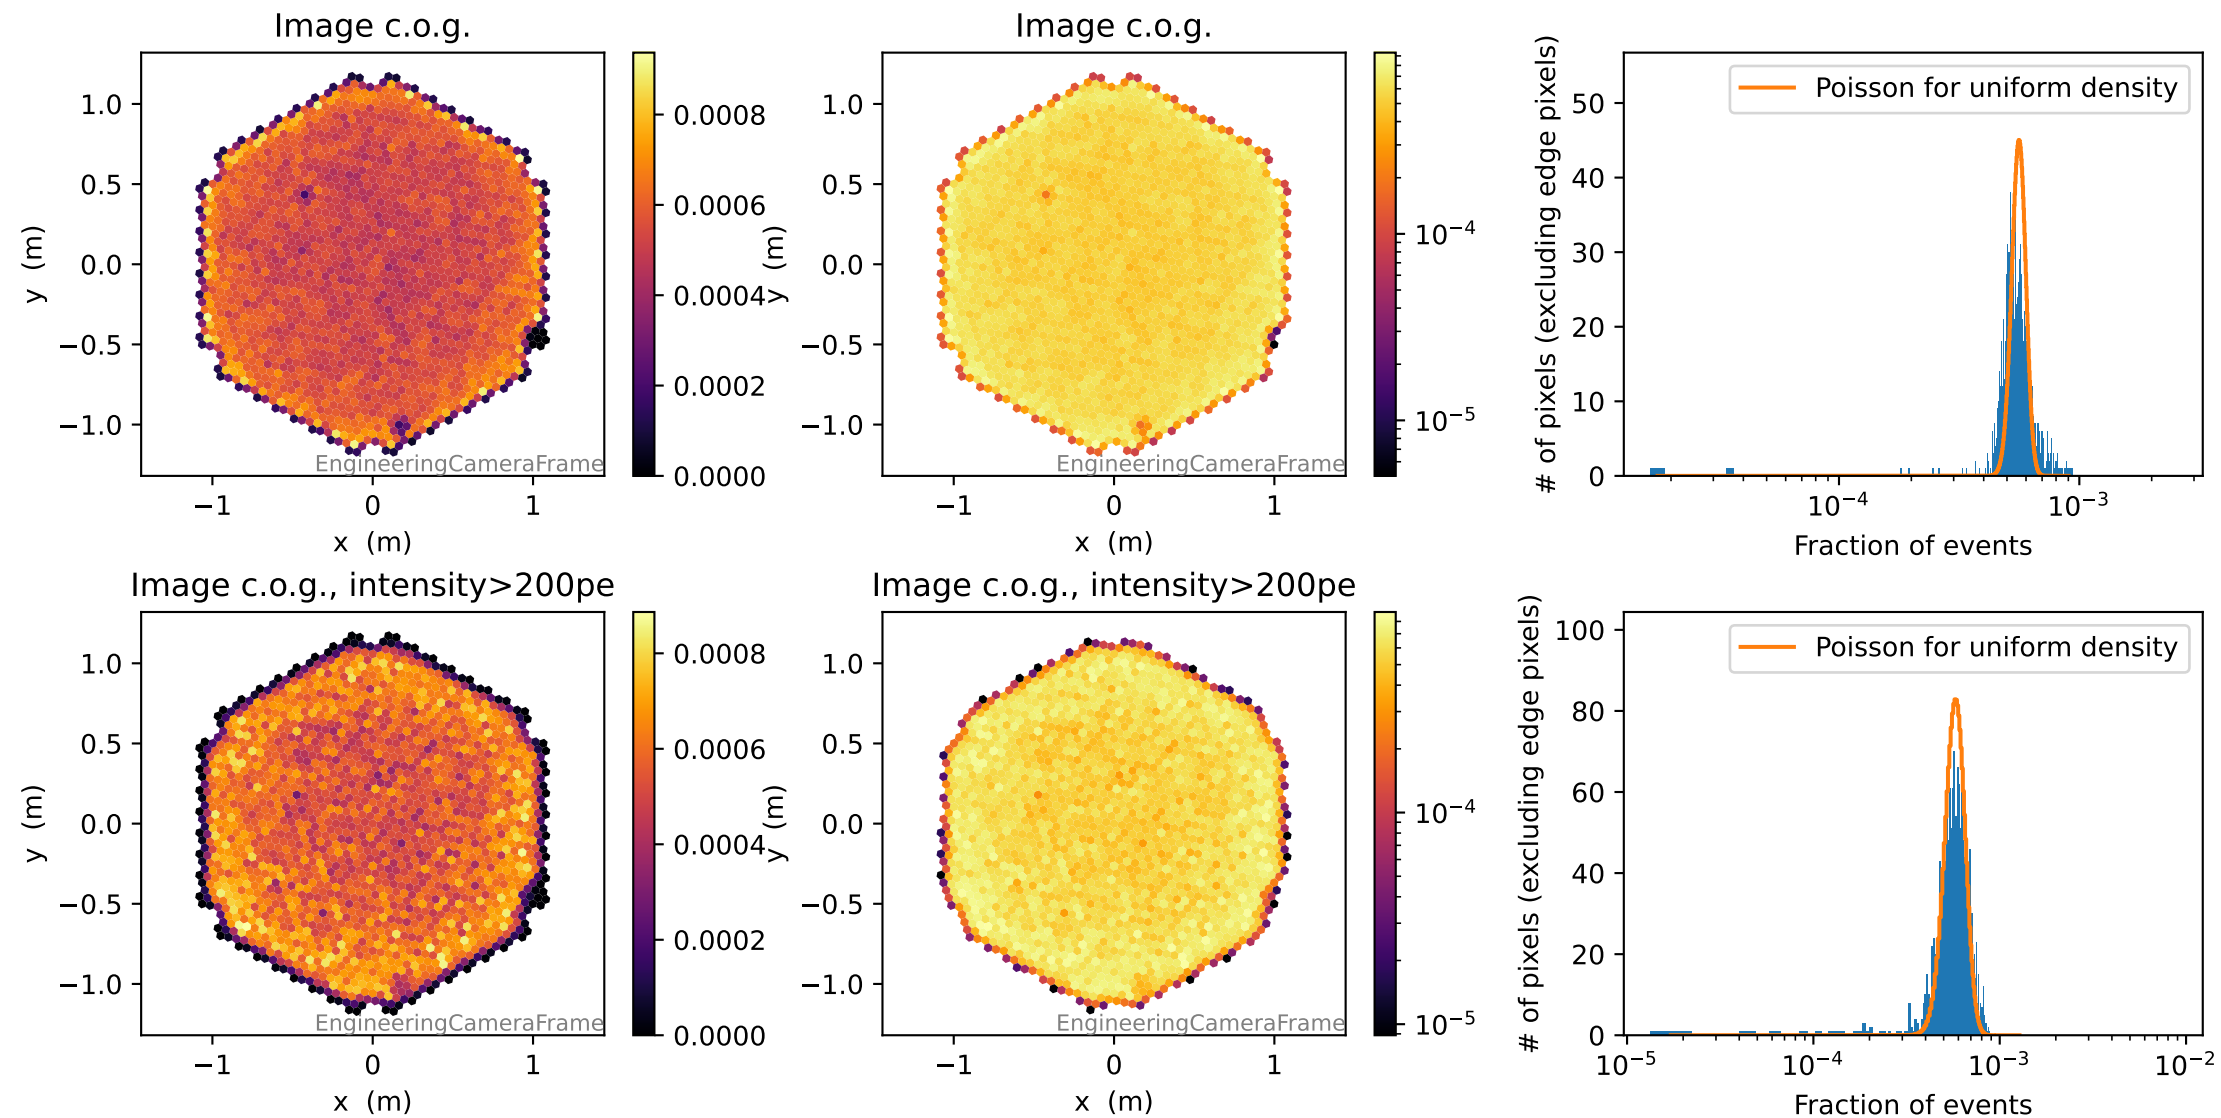 Image c.o.g.
y (m)
1.0
0.5
0.0
−0.5
−1.0
−1
0
1
x (m)
EngineeringCameraFrame
0.0008
0.0006
0.0004
0.0002
0.0000
Image c.o.g.
y (m)
1.0
0.5
0.0
−0.5
−1.0
−1
0
1
x (m)
EngineeringCameraFrame
10−4
10−5
# of pixels (excluding edge pixels)
50
40
30
20
10
0
Poisson for uniform density
10−4
10−3
Fraction of events
Image c.o.g., intensity>200pe
y (m)
1.0
0.5
0.0
−0.5
−1.0
−1
0
1
x (m)
EngineeringCameraFrame
0.0008
0.0006
0.0004
0.0002
0.0000
Image c.o.g., intensity>200pe
y (m)
1.0
0.5
0.0
−0.5
−1.0
−1
0
1
x (m)
EngineeringCameraFrame
10−4
10−5
# of pixels (excluding edge pixels)
100
80
60
40
20
0
Poisson for uniform density
10−5
10−4
10−3
10−2
Fraction of events